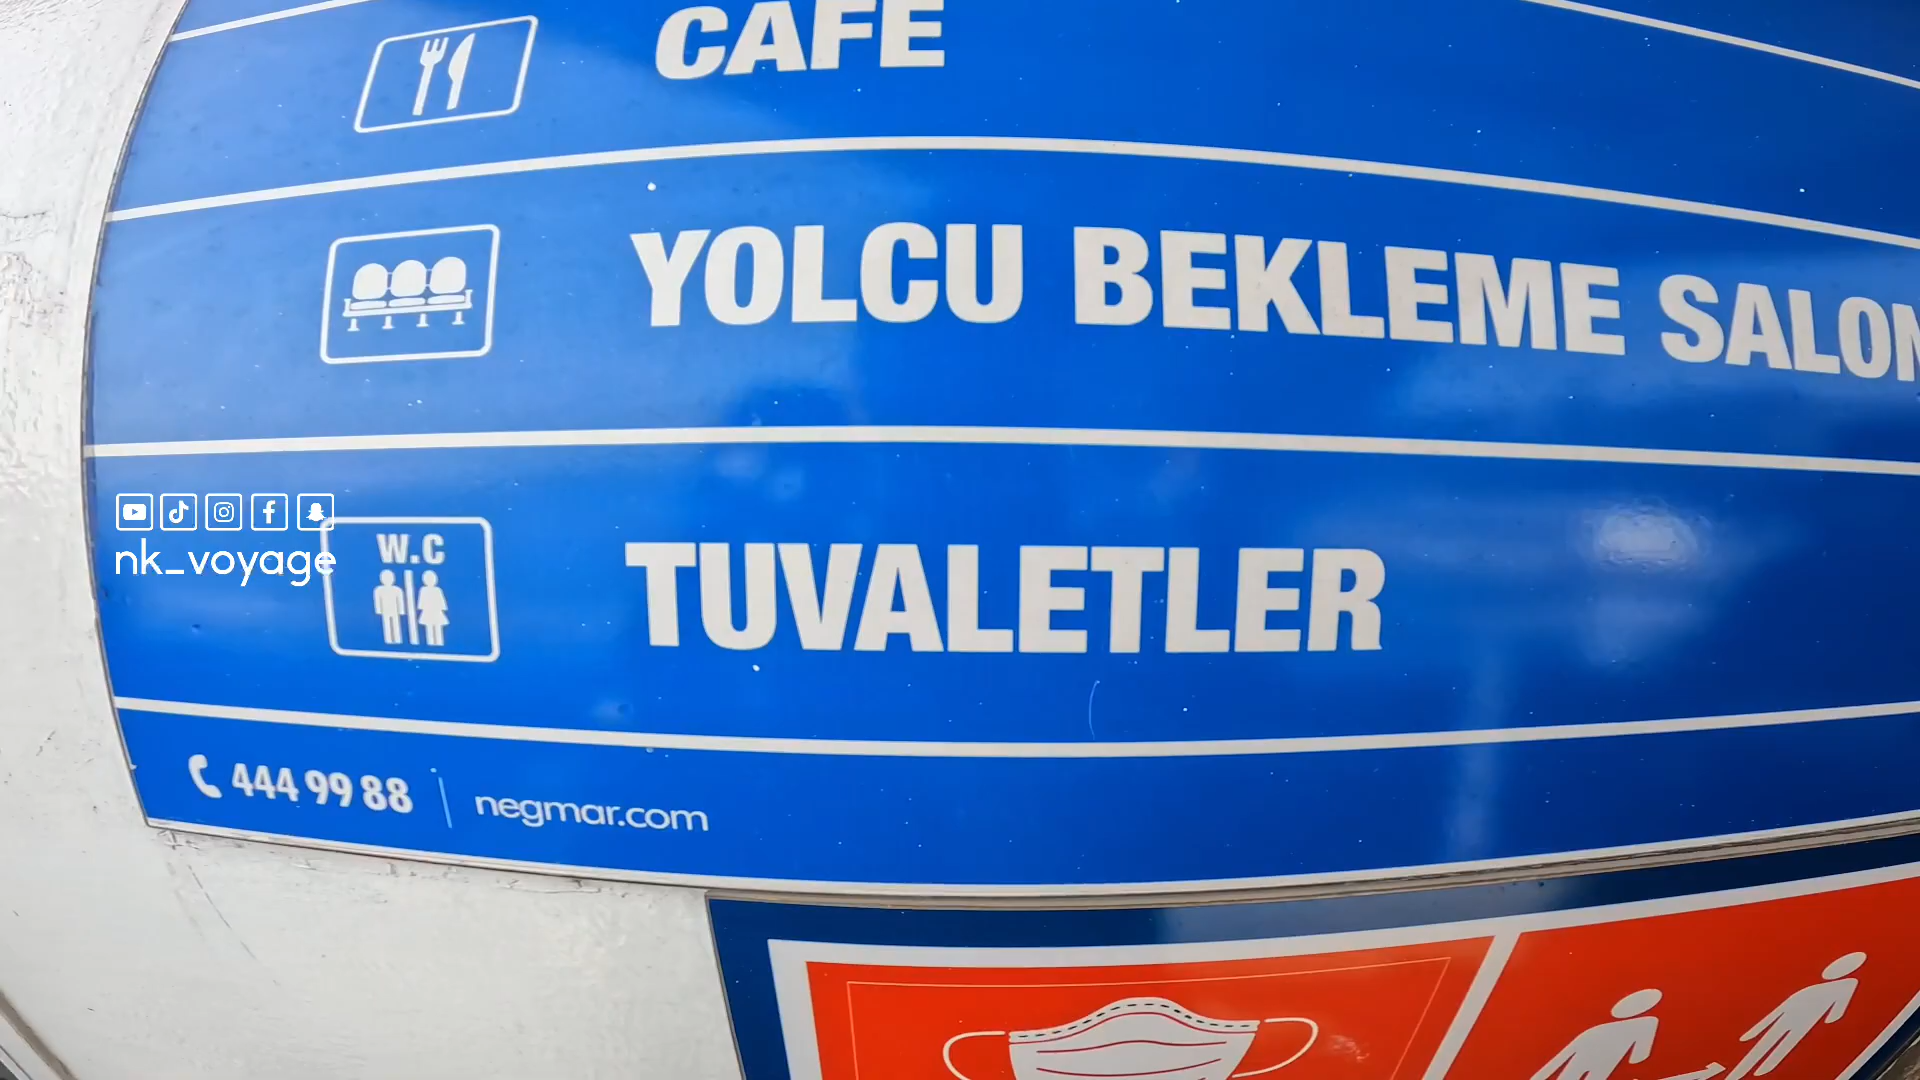 CAFE
YOLCU BEKLEME SALON
nk_voyage
W.C
TUVALETLER
444 99 88
negmar.com